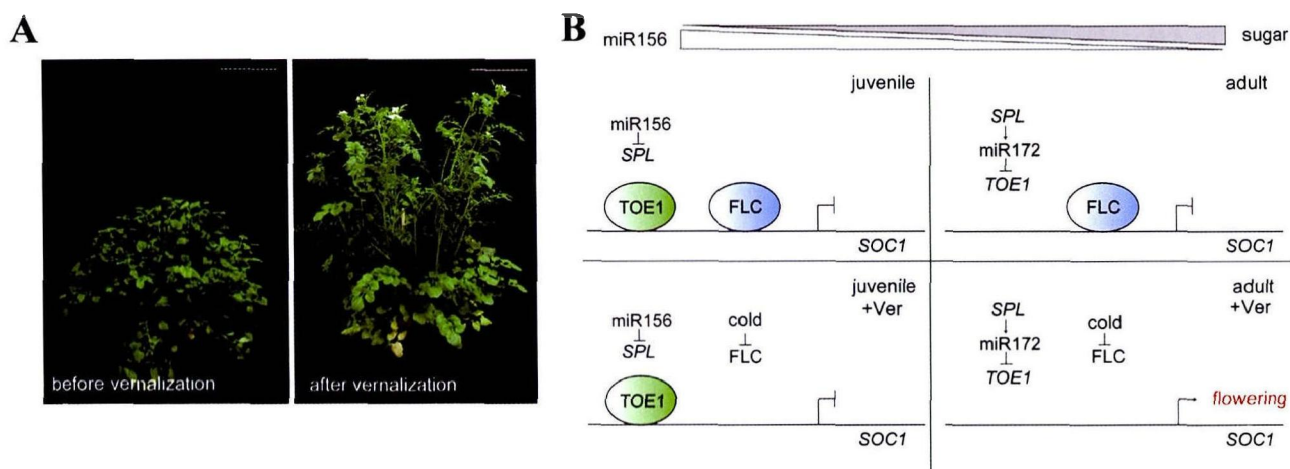 A
before vernalization
after vernalization
B
miR156
sugar
juvenile
miR156
SPL
TOE1
FLC
SOC1
adult
SPL
miR172
TOE1
FLC
SOC1
juvenile
+Ver
miR156
SPL
cold
FLC
TOE1
SOC1
adult
+Ver
SPL
miR172
TOE1
cold
FLC
flowering
SOC1